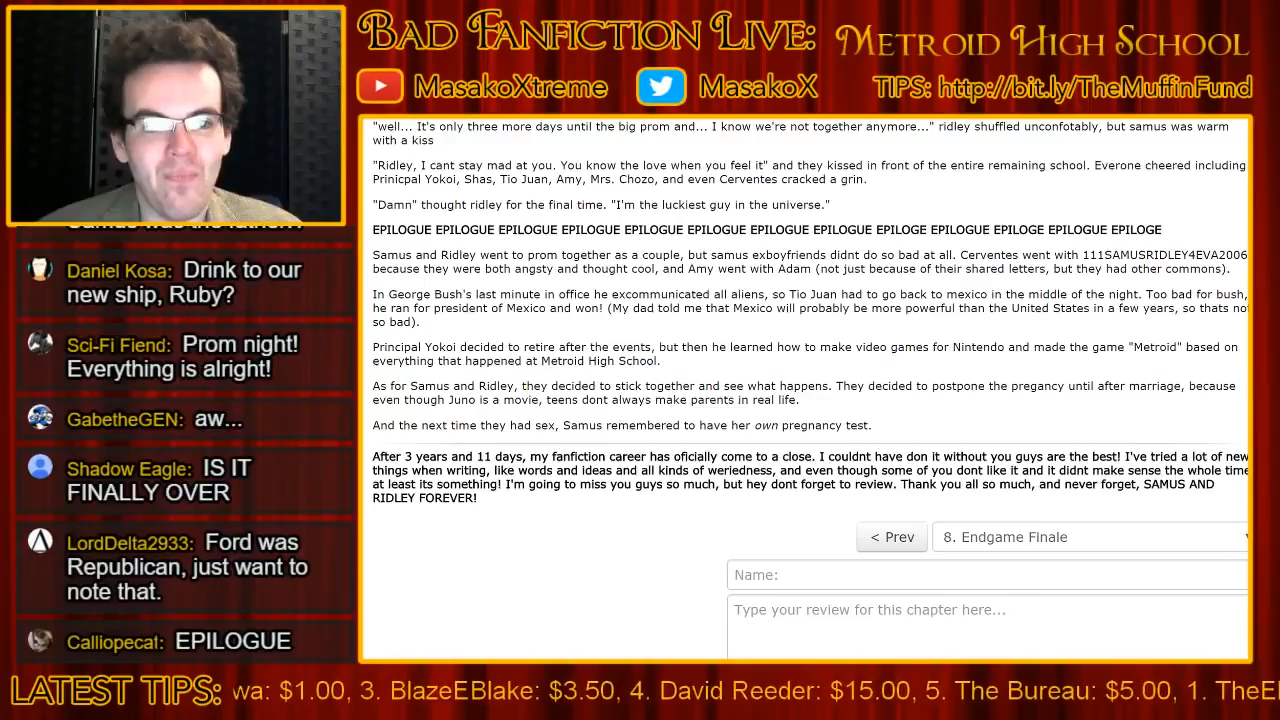 BAD FANFICTION LIVE:
METROID HIGH SCHOOL
MasakoXtreme
MasakoX
TIPS: http://bit.ly/TheMuffinFund
"well... It's only three more days until the big prom and... I know we're not together anymore..." ridley shuffled unconfotably, but samus was warm
with a kiss
"Ridley, I cant stay mad at you. You know the love when you feel it" and they kissed in front of the entire remaining school. Everone cheered including
Prinicpal Yokoi, Shas, Tio Juan, Amy, Mrs. Chozo, and even Cerventes cracked a grin.
"Damn" thought ridley for the final time. "I'm the luckiest guy in the universe."
EPILOGUE EPILOGUE EPILOGUE EPILOGUE EPILOGUE EPILOGUE EPILOGUE EPILOGUE EPILOGE EPILOGUE EPILOGE EPILOGUE EPILOGE
Samus and Ridley went to prom together as a couple, but samus exboyfriends didnt do so bad at all. Cerventes went with 111SAMUSRIDLEY4EVA2006
because they were both angsty and thought cool, and Amy went with Adam (not just because of their shared letters, but they had other commons).
In George Bush's last minute in office he excommunicated all aliens, so Tio Juan had to go back to mexico in the middle of the night. Too bad for bush,
he ran for president of Mexico and won! (My dad told me that Mexico will probably be more powerful than the United States in a few years, so thats not
so bad).
Principal Yokoi decided to retire after the events, but then he learned how to make video games for Nintendo and made the game "Metroid" based on
everything that happened at Metroid High School.
As for Samus and Ridley, they decided to stick together and see what happens. They decided to postpone the pregancy until after marriage, because
even though Juno is a movie, teens dont always make parents in real life.
And the next time they had sex, Samus remembered to have her own pregnancy test.
After 3 years and 11 days, my fanfiction career has oficially come to a close. I couldnt have don it without you guys are the best! I've tried a lot of new
things when writing, like words and ideas and all kinds of weriedness, and even though some of you dont like it and it didnt make sense the whole time
at least its something! I'm going to miss you guys so much, but hey dont forget to review. Thank you all so much, and never forget, SAMUS AND
RIDLEY FOREVER!
< Prev
8. Endgame Finale
Name:
Type your review for this chapter here...
Daniel Kosa: Drink to our
new ship, Ruby?
Sci-Fi Fiend: Prom night!
Everything is alright!
GabetheGEN: aw...
Shadow Eagle: IS IT
FINALLY OVER
LordDelta2933: Ford was
Republican, just want to
note that.
Calliopecat: EPILOGUE
LATEST TIPS: wa: $1.00, 3. BlazeEBlake: $3.50, 4. David Reeder: $15.00, 5. The Bureau: $5.00, 1.